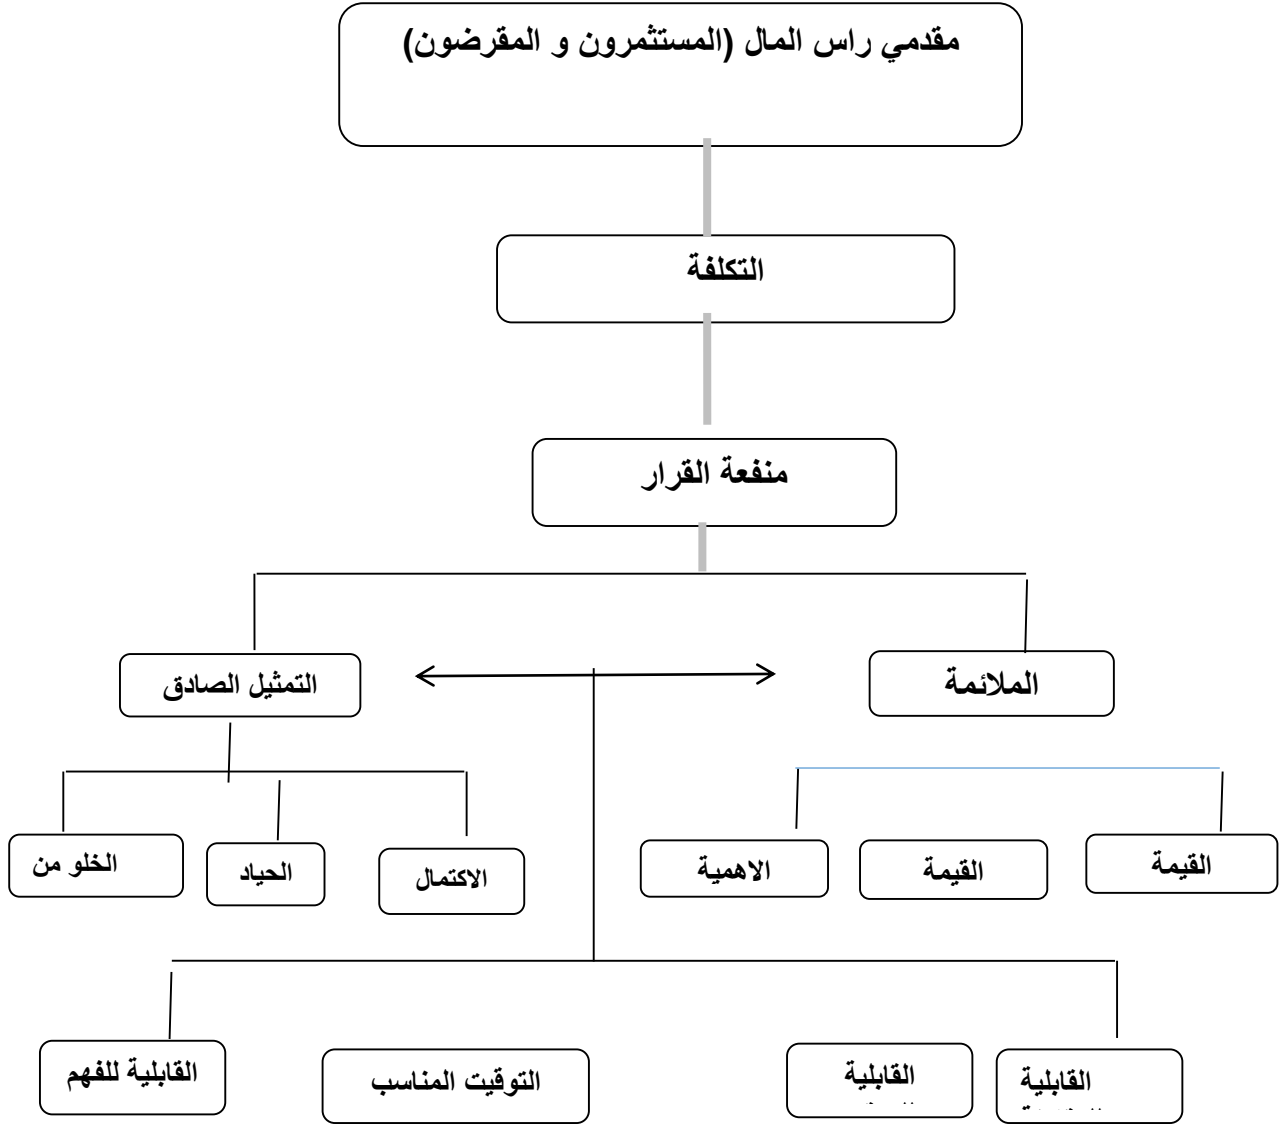 مقدمي راس المال (المستثمرون و المقرضون)
التكلفة
منفعة القرار
الملائمة
التمثيل الصادق
القيمة
القيمة
الاهمية
الاكتمال
الحياد
الخلو من
القابلية
القابلية
التوقيت المناسب
القابلية للفهم